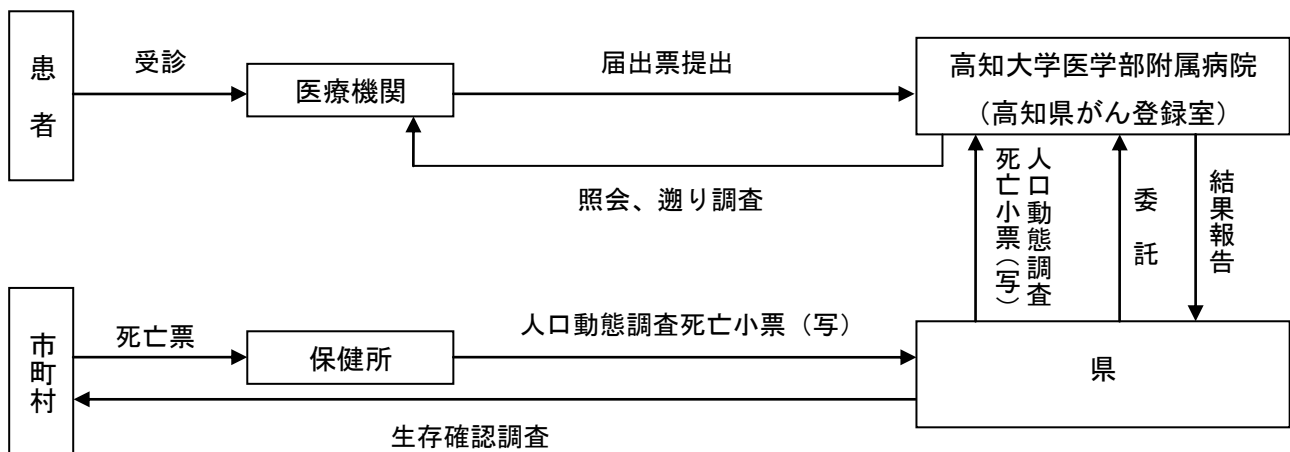 患者
受診
医療機関
届出票提出
高知大学医学部附属病院
（高知県がん登録室）
照会、遡り調査
人口動態調査
死亡小票（写）
委託
結果報告
市町村
死亡票
保健所
人口動態調査死亡小票（写）
県
生存確認調査